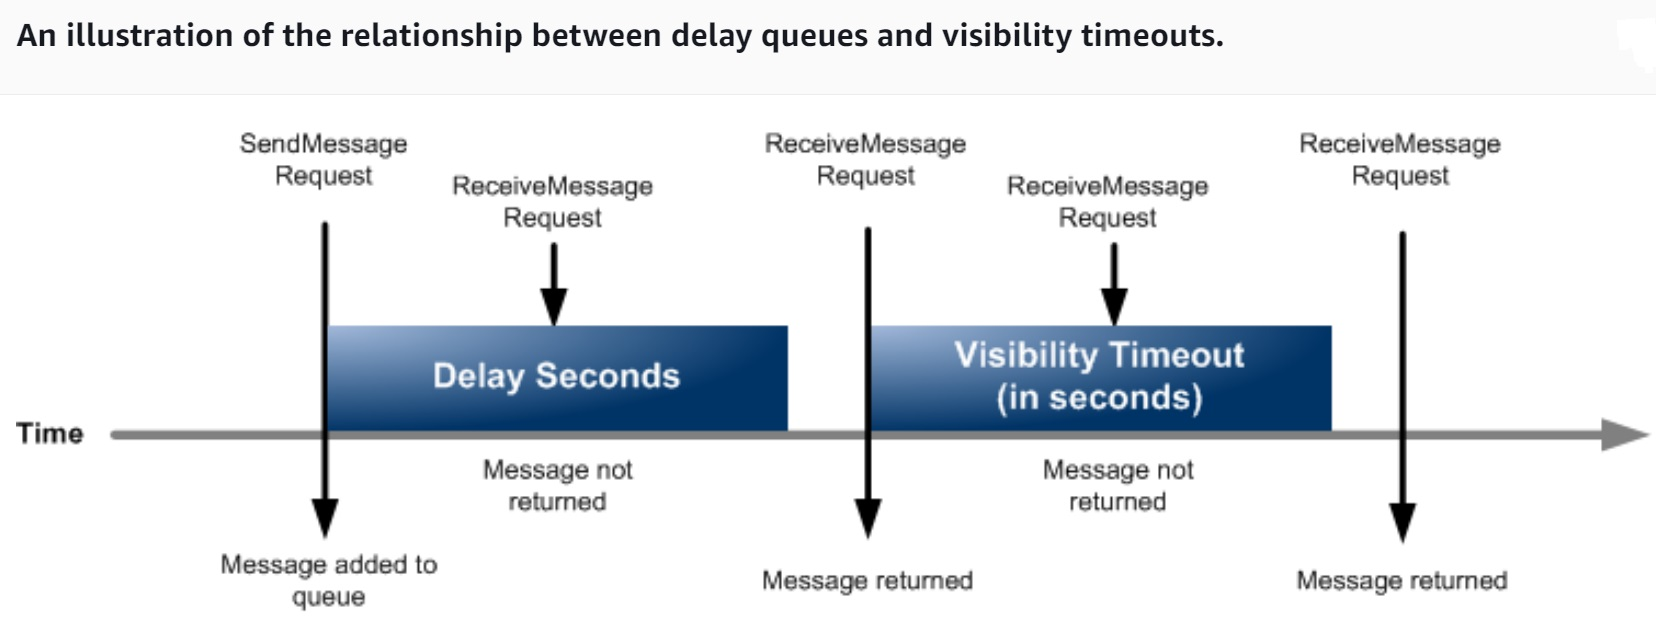 An illustration of the relationship between delay queues and visibility timeouts.
SendMessage
Request
ReceiveMessage
Request
ReceiveMessage
Request
ReceiveMessage
Request
ReceiveMessage
Request
Delay Seconds
Visibility Timeout
(in seconds)
Time
Message not
returned
Message not
returned
Message added to
queue
Message returned
Message returned